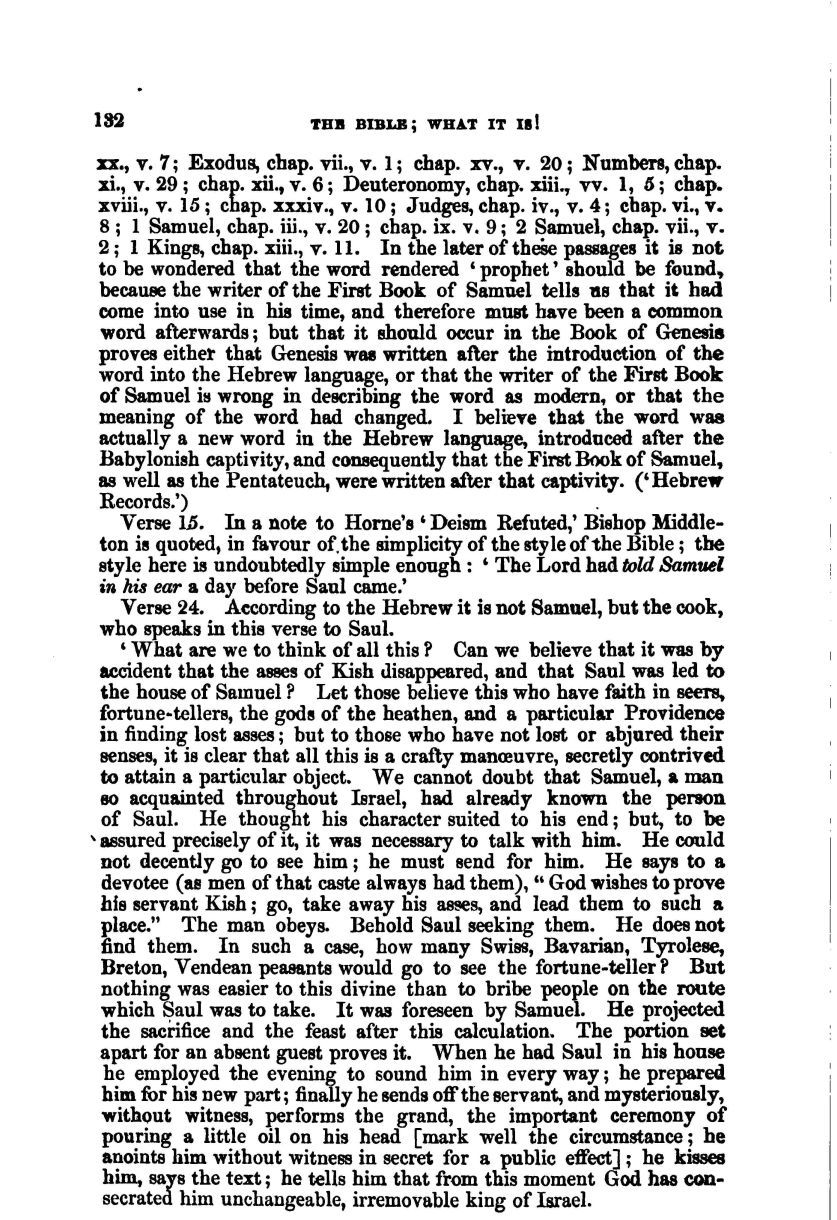 132 THE BIBLE; WHAT IT IS!
xx., v. 7; Exodus, chap. vii., v. 1; chap. xv., v. 20; Numbers, chap.
xi., v. 29; chap. xii., v. 6; Deuteronomy, chap. xiii., vv. 1, 5; chap.
xviii., v. 15; chap. xxxiv., v. 10; Judges, chap. iv., v. 4; chap. vi., v.
8; 1 Samuel, chap. iii., v. 20; chap. ix. v. 9; 2 Samuel, chap. vii., v.
2; 1 Kings, chap. xiii., v. 11. In the later of these passages it is not
to be wondered that the word rendered ‘prophet’ should be found,
because the writer of the First Book of Samuel tells us that it had
come into use in his time, and therefore must have been a common
word afterwards; but that it should occur in the Book of Genesis
proves either that Genesis was written after the introduction of the
word into the Hebrew language, or that the writer of the First Book
of Samuel is wrong in describing the word as modern, or that the
meaning of the word had changed. I believe that the word was
actually a new word in the Hebrew language, introduced after the
Babylonish captivity, and consequently that the First Book of Samuel,
as well as the Pentateuch, were written after that captivity. (‘Hebrew
Records.’)
Verse 15. In a note to Horne's ‘Deism Refuted,’ Bishop Middle-
ton is quoted, in favour of the simplicity of the style of the Bible; the
style here is undoubtedly simple enough: ‘The Lord had told Samuel
in his ear a day before Saul came.’
Verse 24. According to the Hebrew it is not Samuel, but the cook,
who speaks in this verse to Saul.
‘What are we to think of all this? Can we believe that it was by
accident that the asses of Kish disappeared, and that Saul was led to
the house of Samuel? Let those believe this who have faith in seers,
fortune-tellers, the gods of the heathen, and a particular Providence
in finding lost asses; but to those who have not lost or abjured their
senses, it is clear that all this is a crafty manœuvre, secretly contrived
to attain a particular object. We cannot doubt that Samuel, a man
so acquainted throughout Israel, had already known the person
of Saul. He thought his character suited to his end; but, to be
assured precisely of it, it was necessary to talk with him. He could
not decently go to see him; he must send for him. He says to a
devotee (as men of that caste always had them), “God wishes to prove
his servant Kish; go, take away his asses, and lead them to such a
place.” The man obeys. Behold Saul seeking them. He does not
find them. In such a case, how many Swiss, Bavarian, Tyrolese,
Breton, Vendean peasants would go to see the fortune-teller? But
nothing was easier to this divine than to bribe people on the route
which Saul was to take. It was foreseen by Samuel. He projected
the sacrifice and the feast after this calculation. The portion set
apart for an absent guest proves it. When he had Saul in his house
he employed the evening to sound him in every way; he prepared
him for his new part; finally he sends off the servant, and mysteriously,
without witness, performs the grand, the important ceremony of
pouring a little oil on his head [mark well the circumstance; he
anoints him without witness in secret for a public effect]; he kisses
him, says the text; he tells him that from this moment God has con-
secrated him unchangeable, irremovable king of Israel.